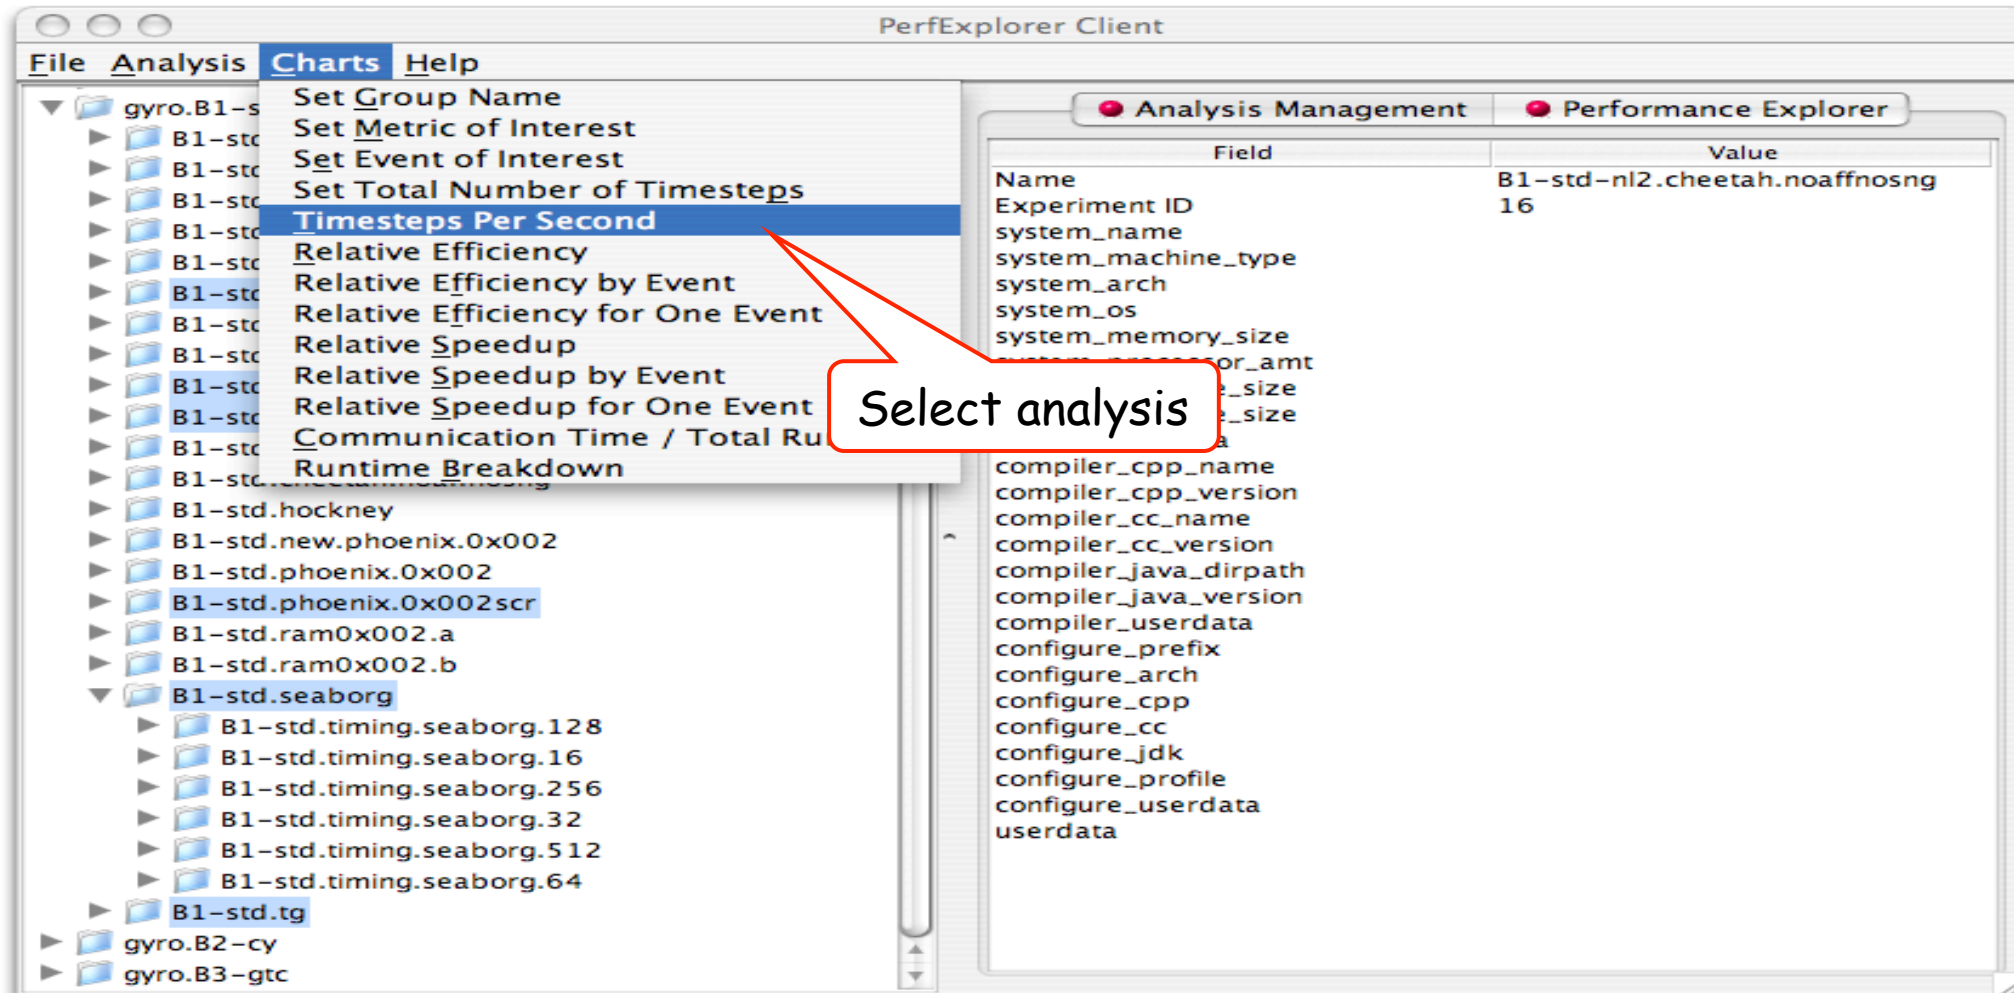 PerfExplorer Client
File Analysis Charts Help
Set Group Name
Set Metric of Interest
Set Event of Interest
Set Total Number of Timesteps
Timesteps Per Second
Relative Efficiency
Relative Efficiency by Event
Relative Efficiency for One Event
Relative Speedup
Relative Speedup by Event
Relative Speedup for One Event
Communication Time / Total Ru
Runtime Breakdown
Select analysis
gyro.B1-s
B1-std
B1-std
B1-std
B1-std
B1-std
B1-std
B1-std
B1-std
B1-std
B1-std
B1-std
B1-std.cheetah.noaffnosng
B1-std.hockney
B1-std.new.phoenix.0x002
B1-std.phoenix.0x002
B1-std.phoenix.0x002scr
B1-std.ram0x002.a
B1-std.ram0x002.b
B1-std.seaborg
B1-std.timing.seaborg.128
B1-std.timing.seaborg.16
B1-std.timing.seaborg.256
B1-std.timing.seaborg.32
B1-std.timing.seaborg.512
B1-std.timing.seaborg.64
B1-std.tg
gyro.B2-cy
gyro.B3-gtc
Analysis Management Performance Explorer
Field Value
Name B1-std-nl2.cheetah.noaffnosng
Experiment ID 16
system_name
system_machine_type
system_arch
system_os
system_memory_size
system_processor_amt
e_size
e_size
a
compiler_cpp_name
compiler_cpp_version
compiler_cc_name
compiler_cc_version
compiler_java_dirpath
compiler_java_version
compiler_userdata
configure_prefix
configure_arch
configure_cpp
configure_cc
configure_jdk
configure_profile
configure_userdata
userdata